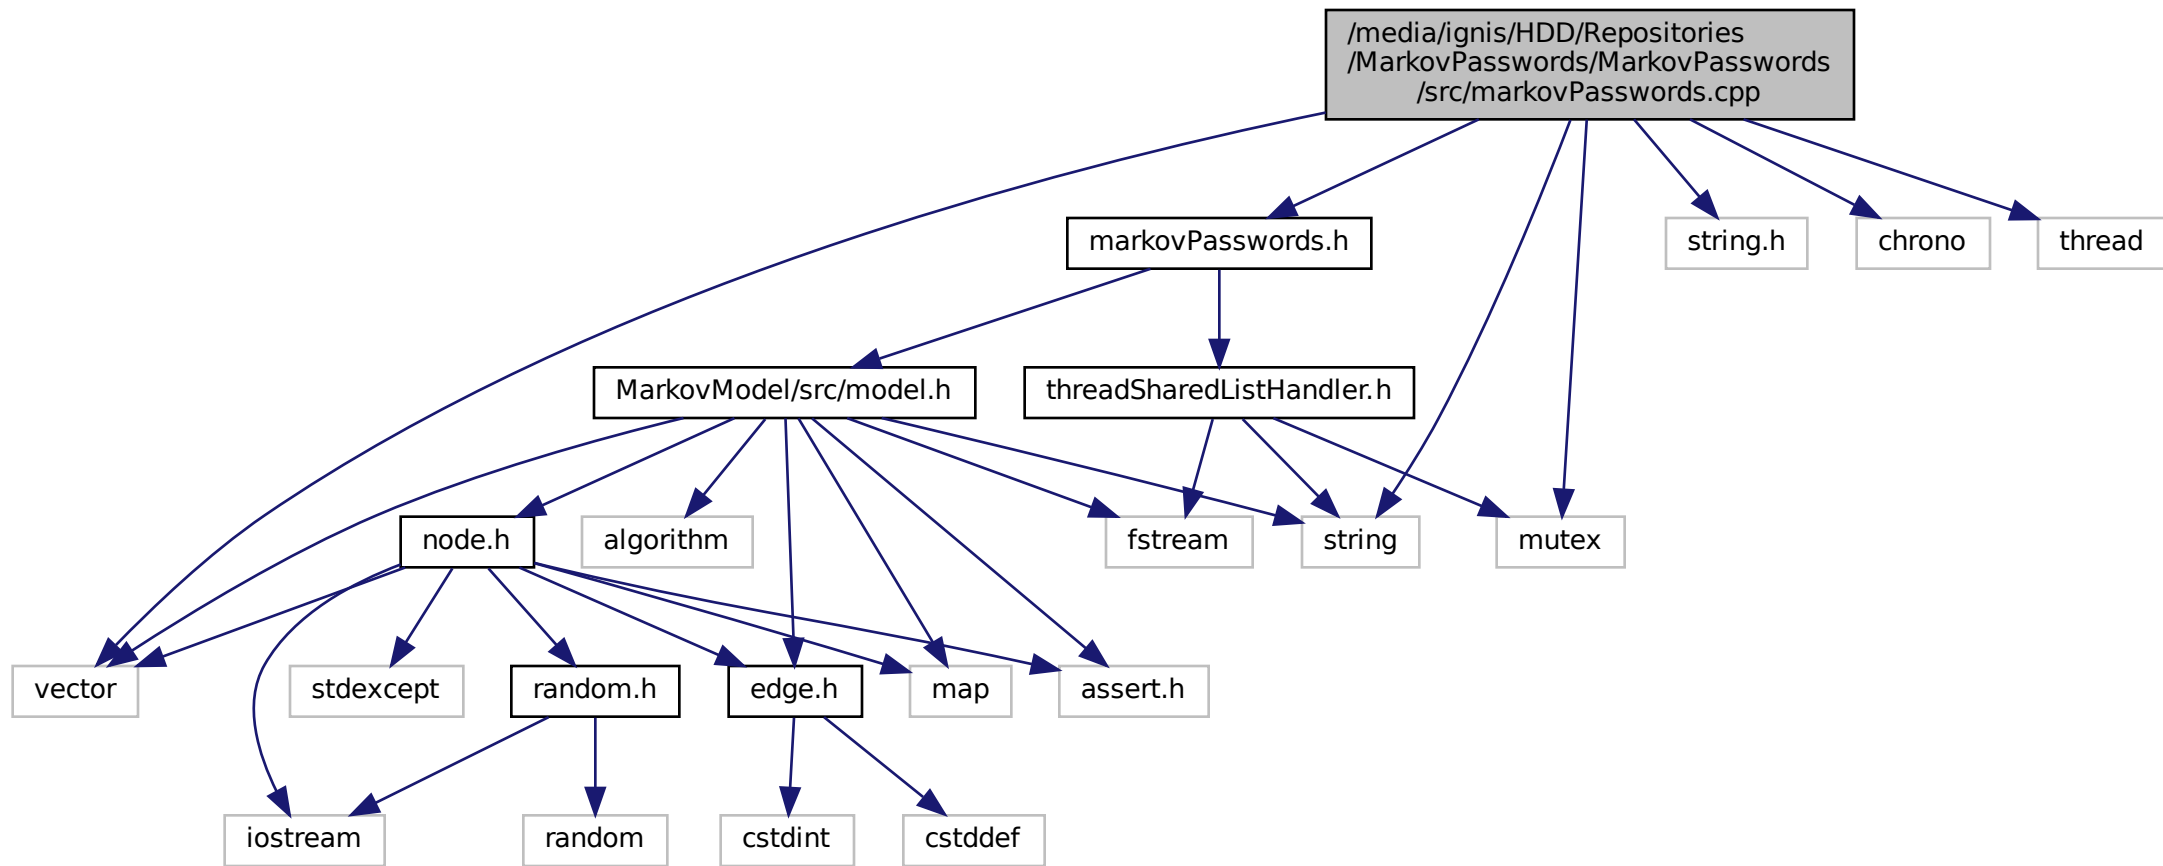 /media/ignis/HDD/Repositories
/MarkovPasswords/MarkovPasswords
/src/markovPasswords.cpp
markovPasswords.h
string.h
chrono
thread
MarkovModel/src/model.h
threadSharedListHandler.h
node.h
algorithm
fstream
string
mutex
vector
stdexcept
random.h
edge.h
map
assert.h
iostream
random
cstdint
cstddef